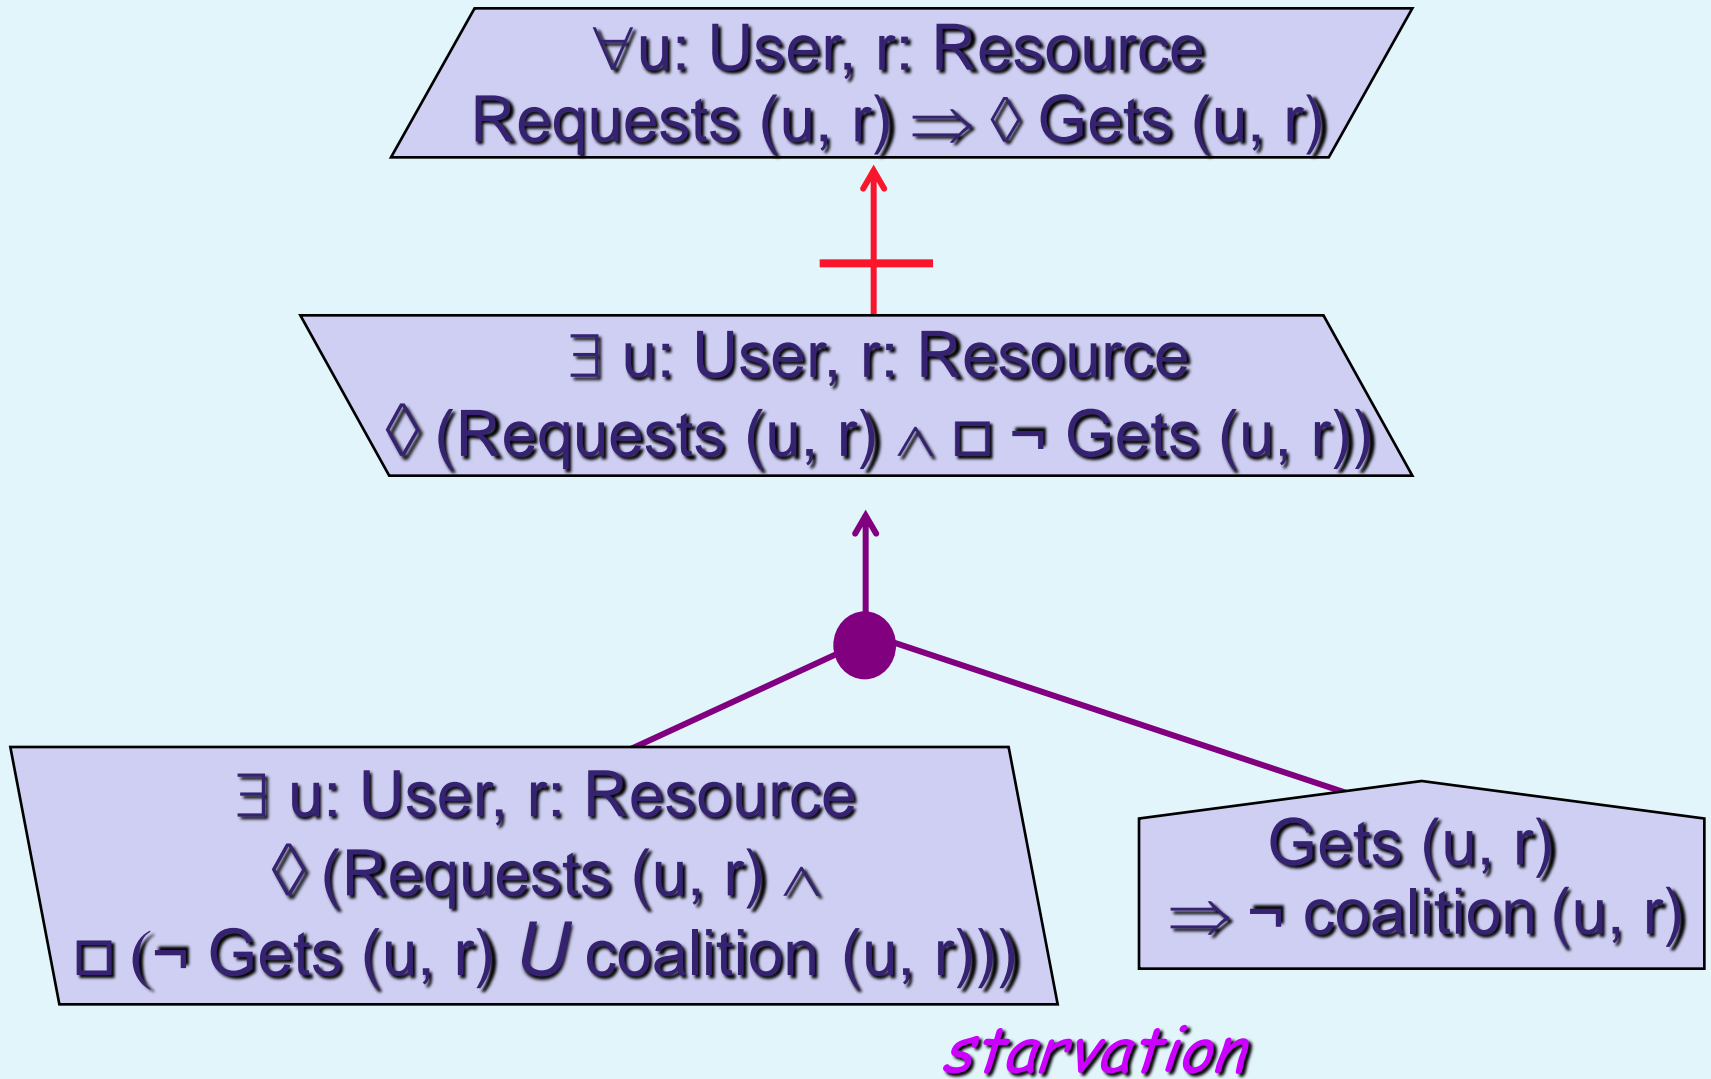 ∀u: User, r: Resource
Requests (u, r) ⇒ ◊ Gets (u, r)
∃ u: User, r: Resource
◊ (Requests (u, r) ∧ □ ¬ Gets (u, r))
∃ u: User, r: Resource
◊ (Requests (u, r) ∧
□ (¬ Gets (u, r) U coalition (u, r)))
Gets (u, r)
⇒ ¬ coalition (u, r)
starvation